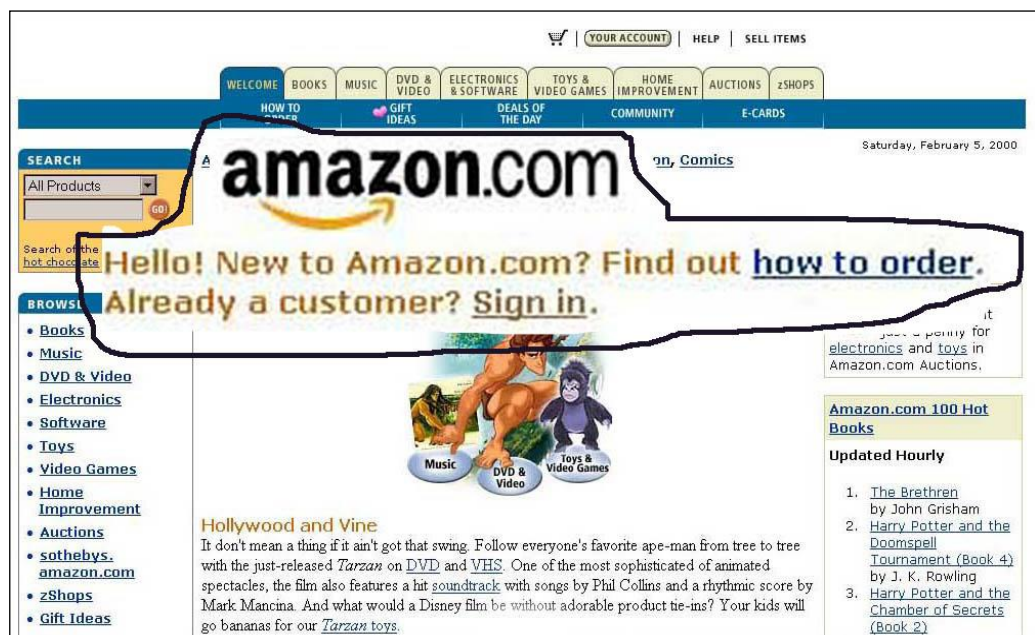 YOUR ACCOUNT | HELP | SELL ITEMS
WELCOME BOOKS MUSIC DVD & VIDEO ELECTRONICS & SOFTWARE TOYS & VIDEO GAMES HOME IMPROVEMENT AUCTIONS zSHOPS
HOW TO ORDER GIFT IDEAS DEALS OF THE DAY COMMUNITY E-CARDS
Saturday, February 5, 2000
on, Comics
amazon.com
Hello! New to Amazon.com? Find out how to order.
Already a customer? Sign in.
SEARCH
All Products
GO!
Search of the
hot chocolate
BROWSE
• Books
• Music
• DVD & Video
• Electronics
• Software
• Toys
• Video Games
• Home
Improvement
• Auctions
• sothebys.
amazon.com
• zShops
• Gift Ideas
Music
DVD &
Video
Toys &
Video Games
Hollywood and Vine
It don't mean a thing if it ain't got that swing. Follow everyone's favorite ape-man from tree to tree
with the just-released Tarzan on DVD and VHS. One of the most sophisticated of animated
spectacles, the film also features a hit soundtrack with songs by Phil Collins and a rhythmic score by
Mark Mancina. And what would a Disney film be without adorable product tie-ins? Your kids will
go bananas for our Tarzan toys.
just a penny for
electronics and toys in
Amazon.com Auctions.
Amazon.com 100 Hot
Books
Updated Hourly
1. The Brethren
by John Grisham
2. Harry Potter and the
Doomspell
Tournament (Book 4)
by J. K. Rowling
3. Harry Potter and the
Chamber of Secrets
(Book 2)